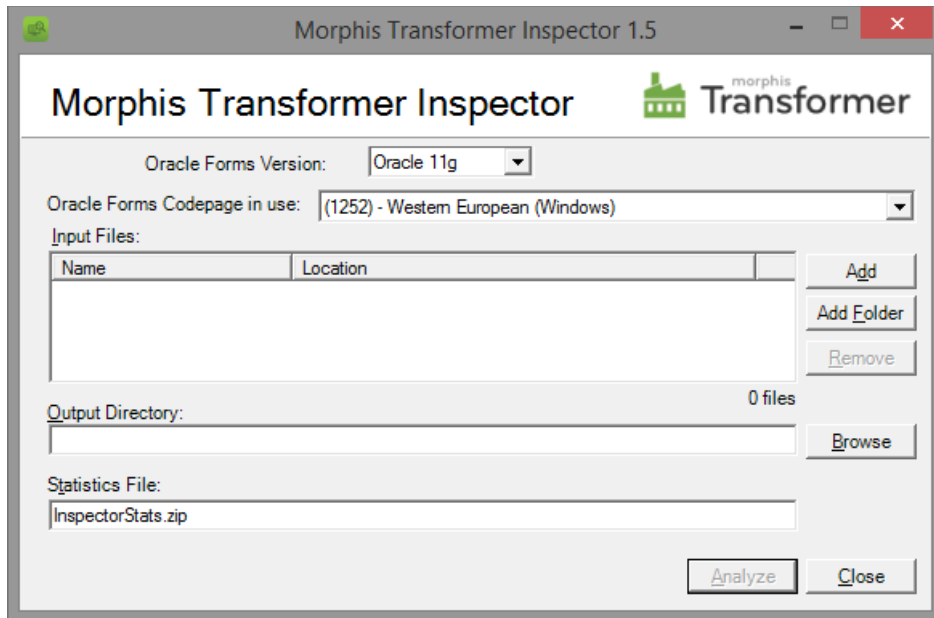 Morphis Transformer Inspector 1.5
Morphis Transformer Inspector
morphis
Transformer
Oracle Forms Version: Oracle 11g
Oracle Forms Codepage in use: (1252) - Western European (Windows)
Input Files:
Name Location
Add
Add Folder
Remove
0 files
Output Directory:
Browse
Statistics File:
InspectorStats.zip
Analyze Close